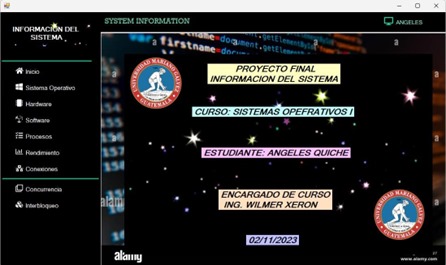 INFORMACION DEL
SISTEMA
SYSTEM INFORMATION
ANGELES
Inicio
Sistema Operativo
Hardware
Software
Procesos
Rendimiento
Conexiones
Concurrencia
Interbloqueo
firstname
document.getElementById
UNIVERSIDAD MARIANO GALVEZ
GUATEMALA
PROYECTO FINAL
INFORMACION DEL SISTEMA
CURSO: SISTEMAS OPEFRATIVOS I
ESTUDIANTE: ANGELES QUICHE
ENCARGADO DE CURSO
ING. WILMER XERON
02/11/2023
UNIVERSIDAD MARIANO GALVEZ
GUATEMALA
alamy
www.alamy.com